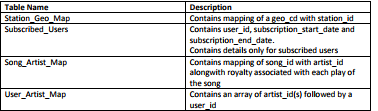 Table Name Description
Station_Geo_Map Contains mapping of a geo_cd with station_id
Subscribed_Users Contains user_id, subscription_start_date and
subscription_end_date.
Contains details only for subscribed users
Song_Artist_Map Contains mapping of song_id with artist_id
alongwith royalty associated with each play of
the song
User_Artist_Map Contains an array of artist_id(s) followed by a
user_id